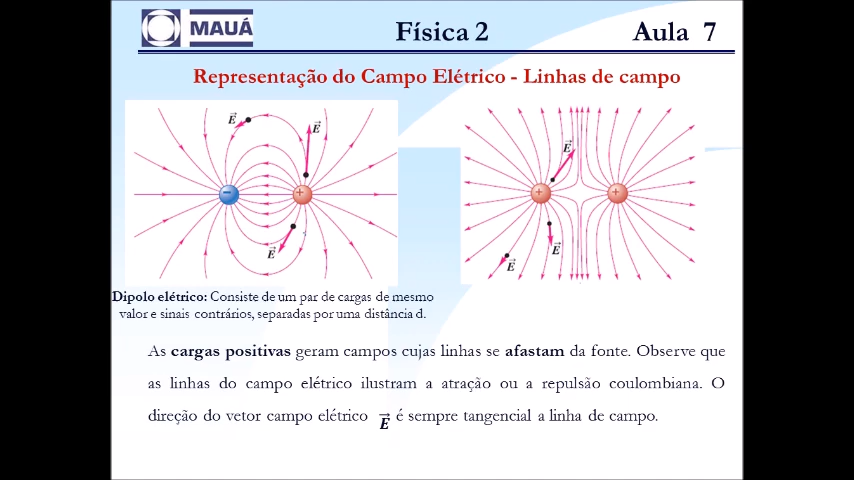 MAUÁ
Física 2
Aula 7
Representação do Campo Elétrico - Linhas de campo
E
E
E
−
+
E
E
E
+
+
Dipolo elétrico: Consiste de um par de cargas de mesmo
valor e sinais contrários, separadas por uma distância d.
As cargas positivas geram campos cujas linhas se afastam da fonte. Observe que
as linhas do campo elétrico ilustram a atração ou a repulsão coulombiana. O
direção do vetor campo elétrico E é sempre tangencial a linha de campo.